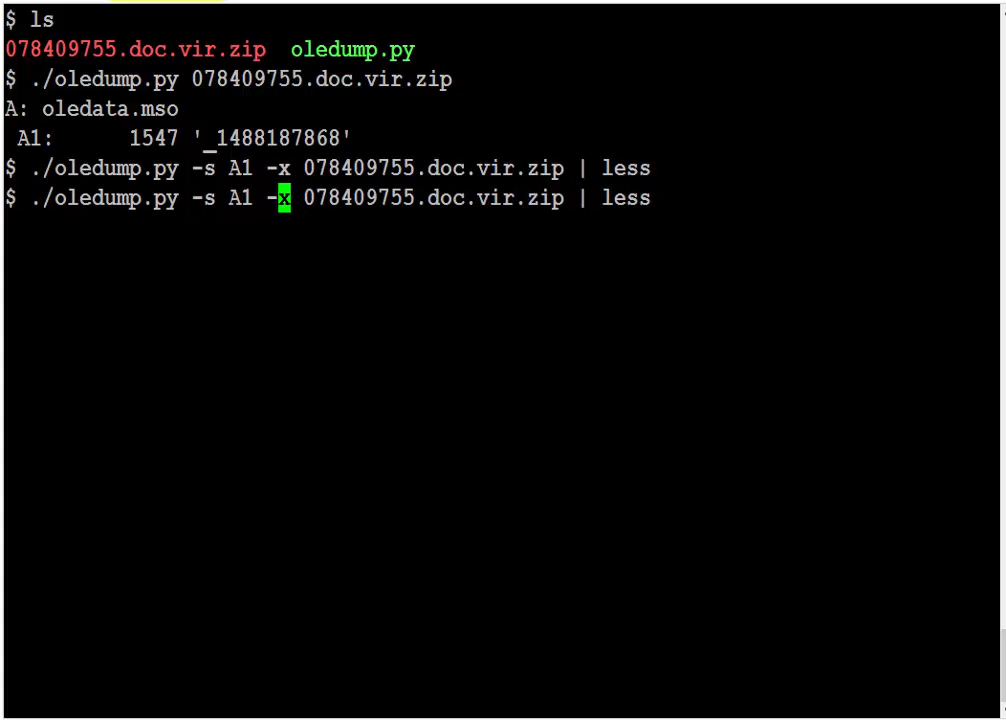 $ ls
078409755.doc.vir.zip  oledump.py
$ ./oledump.py 078409755.doc.vir.zip
A: oledata.mso
 A1:      1547 '_1488187868'
$ ./oledump.py -s A1 -x 078409755.doc.vir.zip | less
$ ./oledump.py -s A1 -x 078409755.doc.vir.zip | less